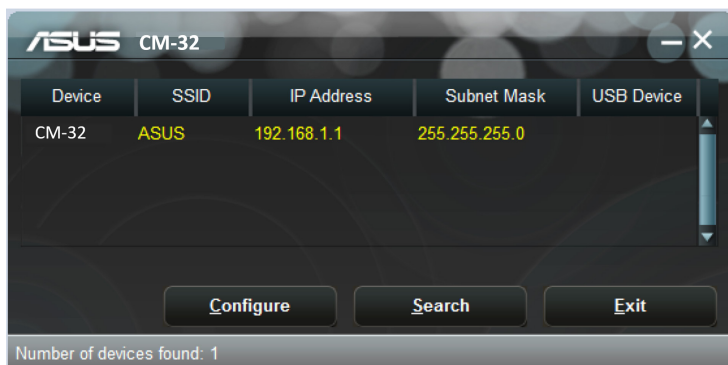 ASUS CM-32
Device SSID IP Address Subnet Mask USB Device
CM-32 ASUS 192.168.1.1 255.255.255.0
Configure Search Exit
Number of devices found: 1